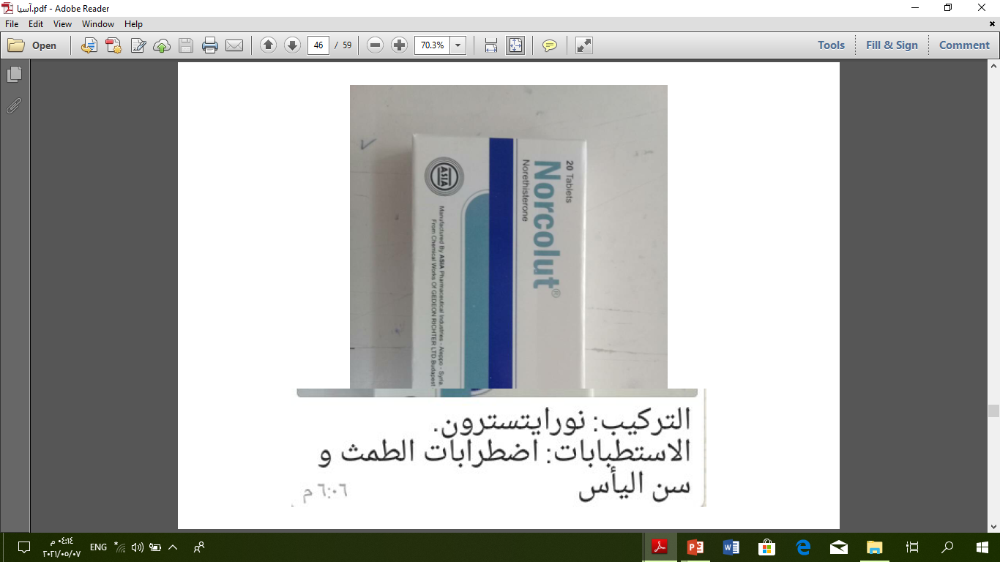 آسيا.pdf - Adobe Reader
File Edit View Window Help
Open 46 / 59 70.3% Tools Fill & Sign Comment
20 Tablets
Norcolut®
Norethisterone
ASIA
Manufactured By ASIA Pharmaceutical Industries - Aleppo - Syria.
From Chemical Works Of GEDEON RICHTER LTD. Budapest
التركيب: نورايتسترون.
الاستطبابات: اضطرابات الطمث و
سن اليأس
٦:٠٦ م
ENG ٠٤:١٤ م
٢٠٢١/٠٥/٠٧